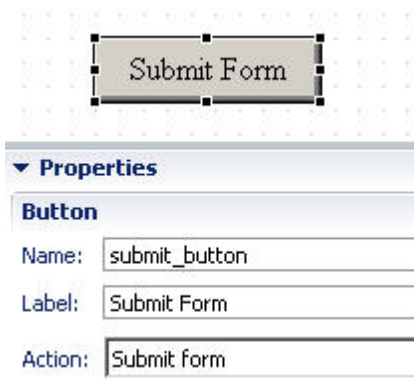 Submit Form
Properties
Button
Name: submit_button
Label: Submit Form
Action: Submit form